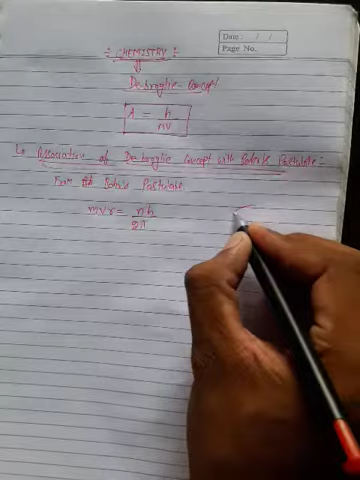 Date : / /
Page No.
÷ CHEMISTRY ÷
De-broglie - Concept
λ = h/mv
↳ Association of De-broglie Concept with Bohr's Postulate :
From Bohr's Postulate
mvr = nh/2π